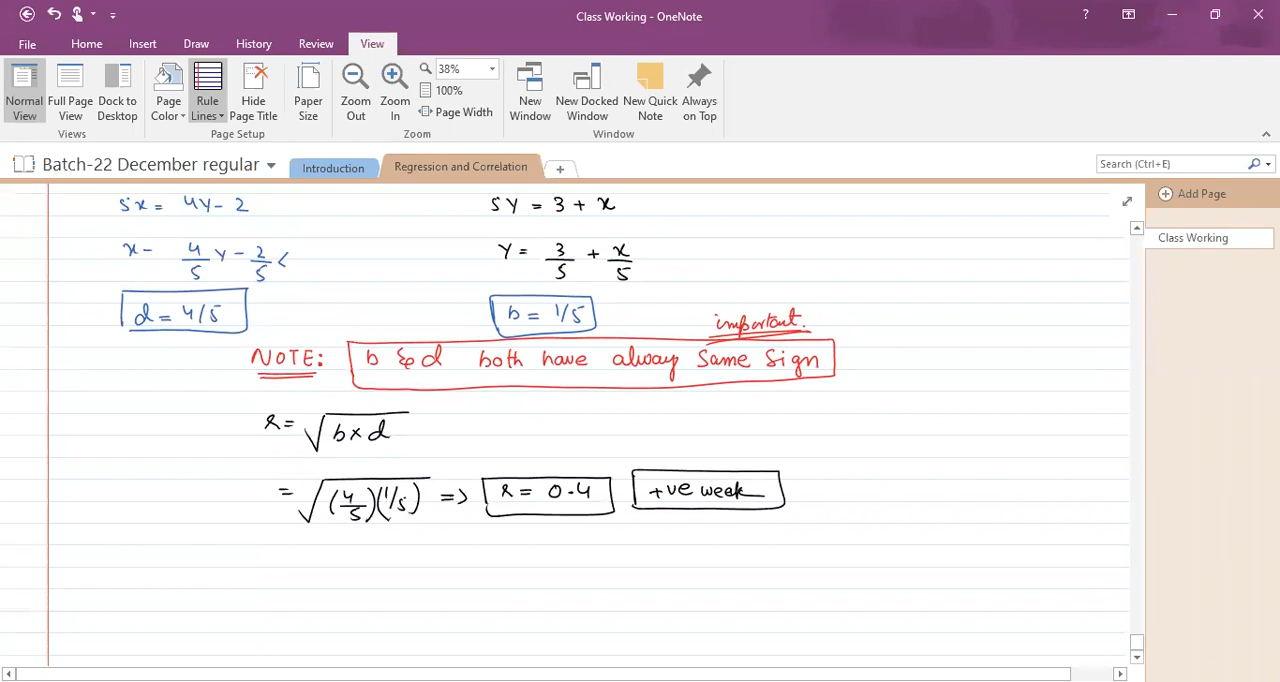 Class Working - OneNote
File Home Insert Draw History Review View
Normal View
Full Page View
Dock to Desktop
Views
Page Color
Rule Lines
Hide Page Title
Paper Size
Page Setup
Zoom Out
Zoom In
38%
100%
Page Width
Zoom
New Window
New Docked Window
New Quick Note
Always on Top
Window
Batch-22 December regular
Introduction
Regression and Correlation
Search (Ctrl+E)
Add Page
Class Working
5x = 4Y - 2
5Y = 3 + x
x - 4/5 Y - 2/5 <
Y = 3/5 + x/5
d = 4/5
b = 1/5
important.
NOTE: b & d both have always Same Sign
r = √(b x d)
= √((4/5)(1/5)) => r = 0.4 +ve week